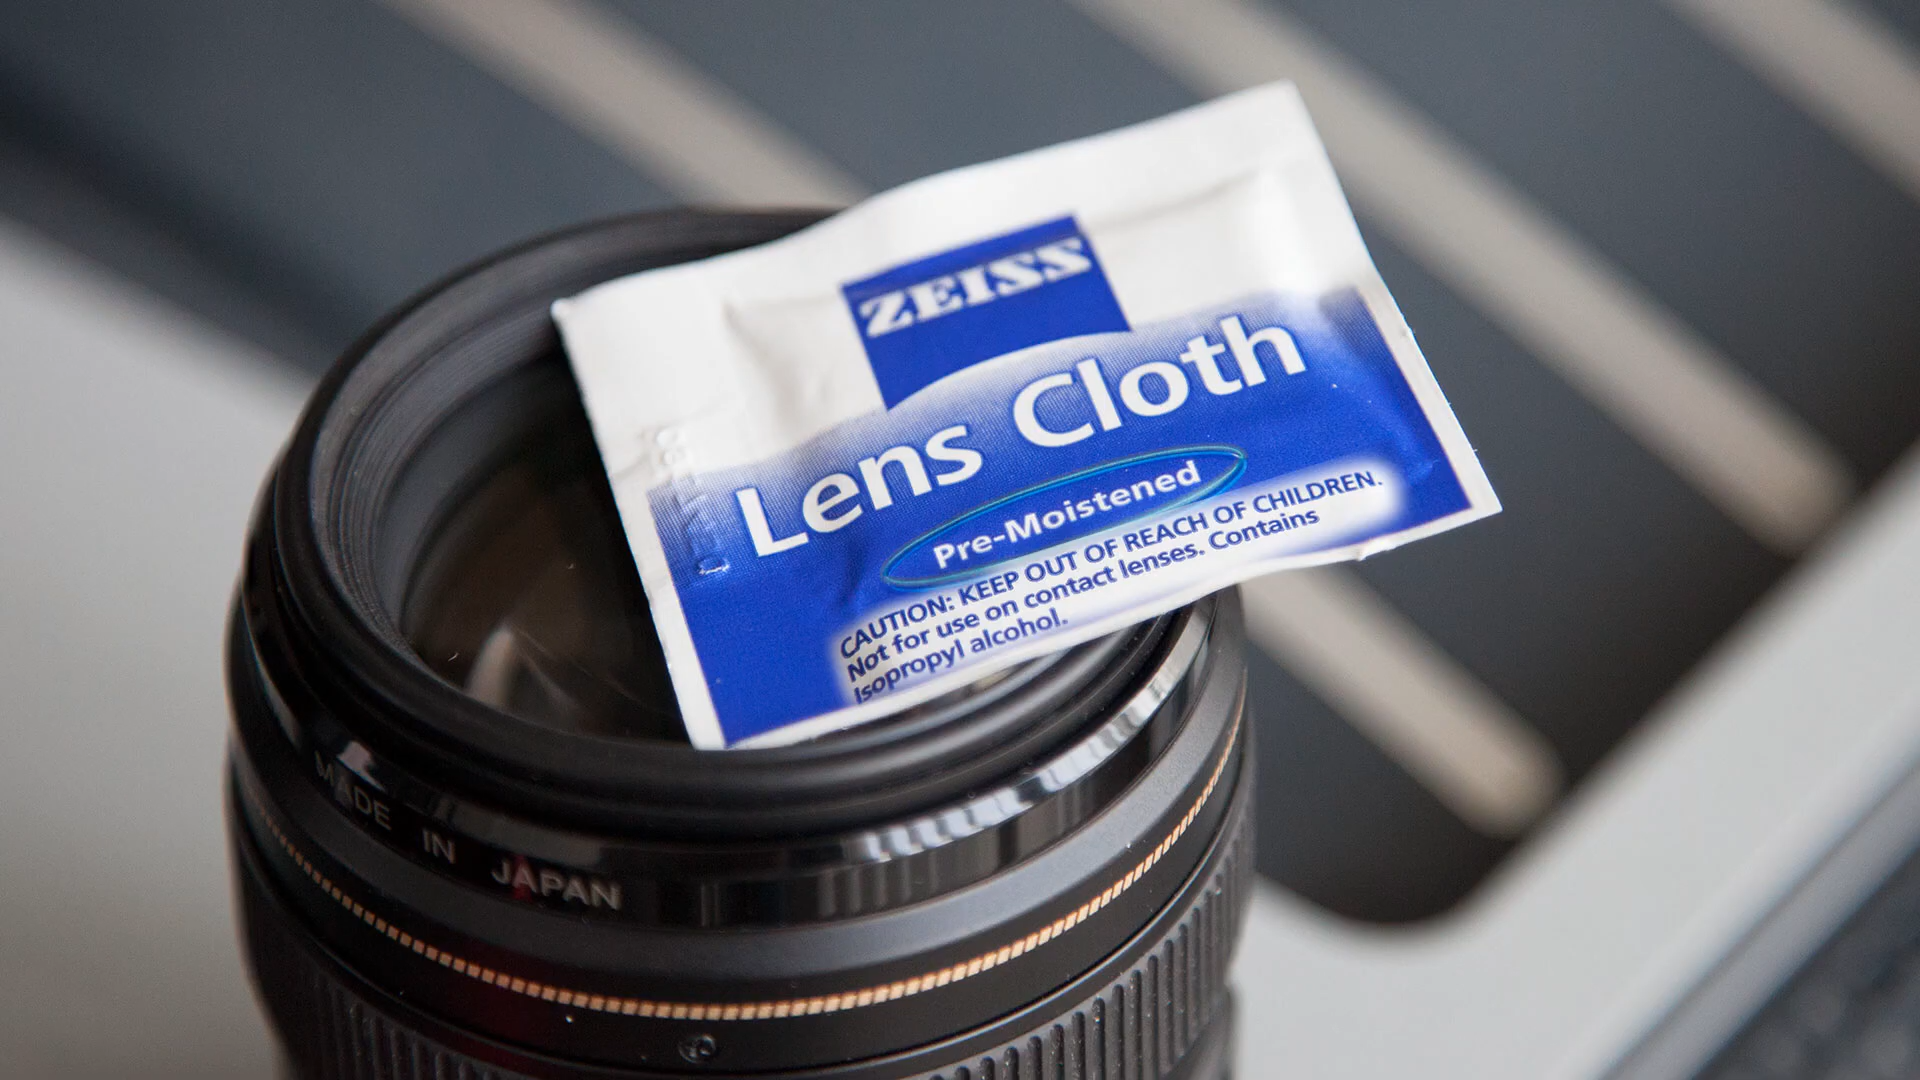 ZEISS
Lens Cloth
Pre-Moistened
CAUTION: KEEP OUT OF REACH OF CHILDREN.
Not for use on contact lenses. Contains
Isopropyl alcohol.
MADE IN JAPAN